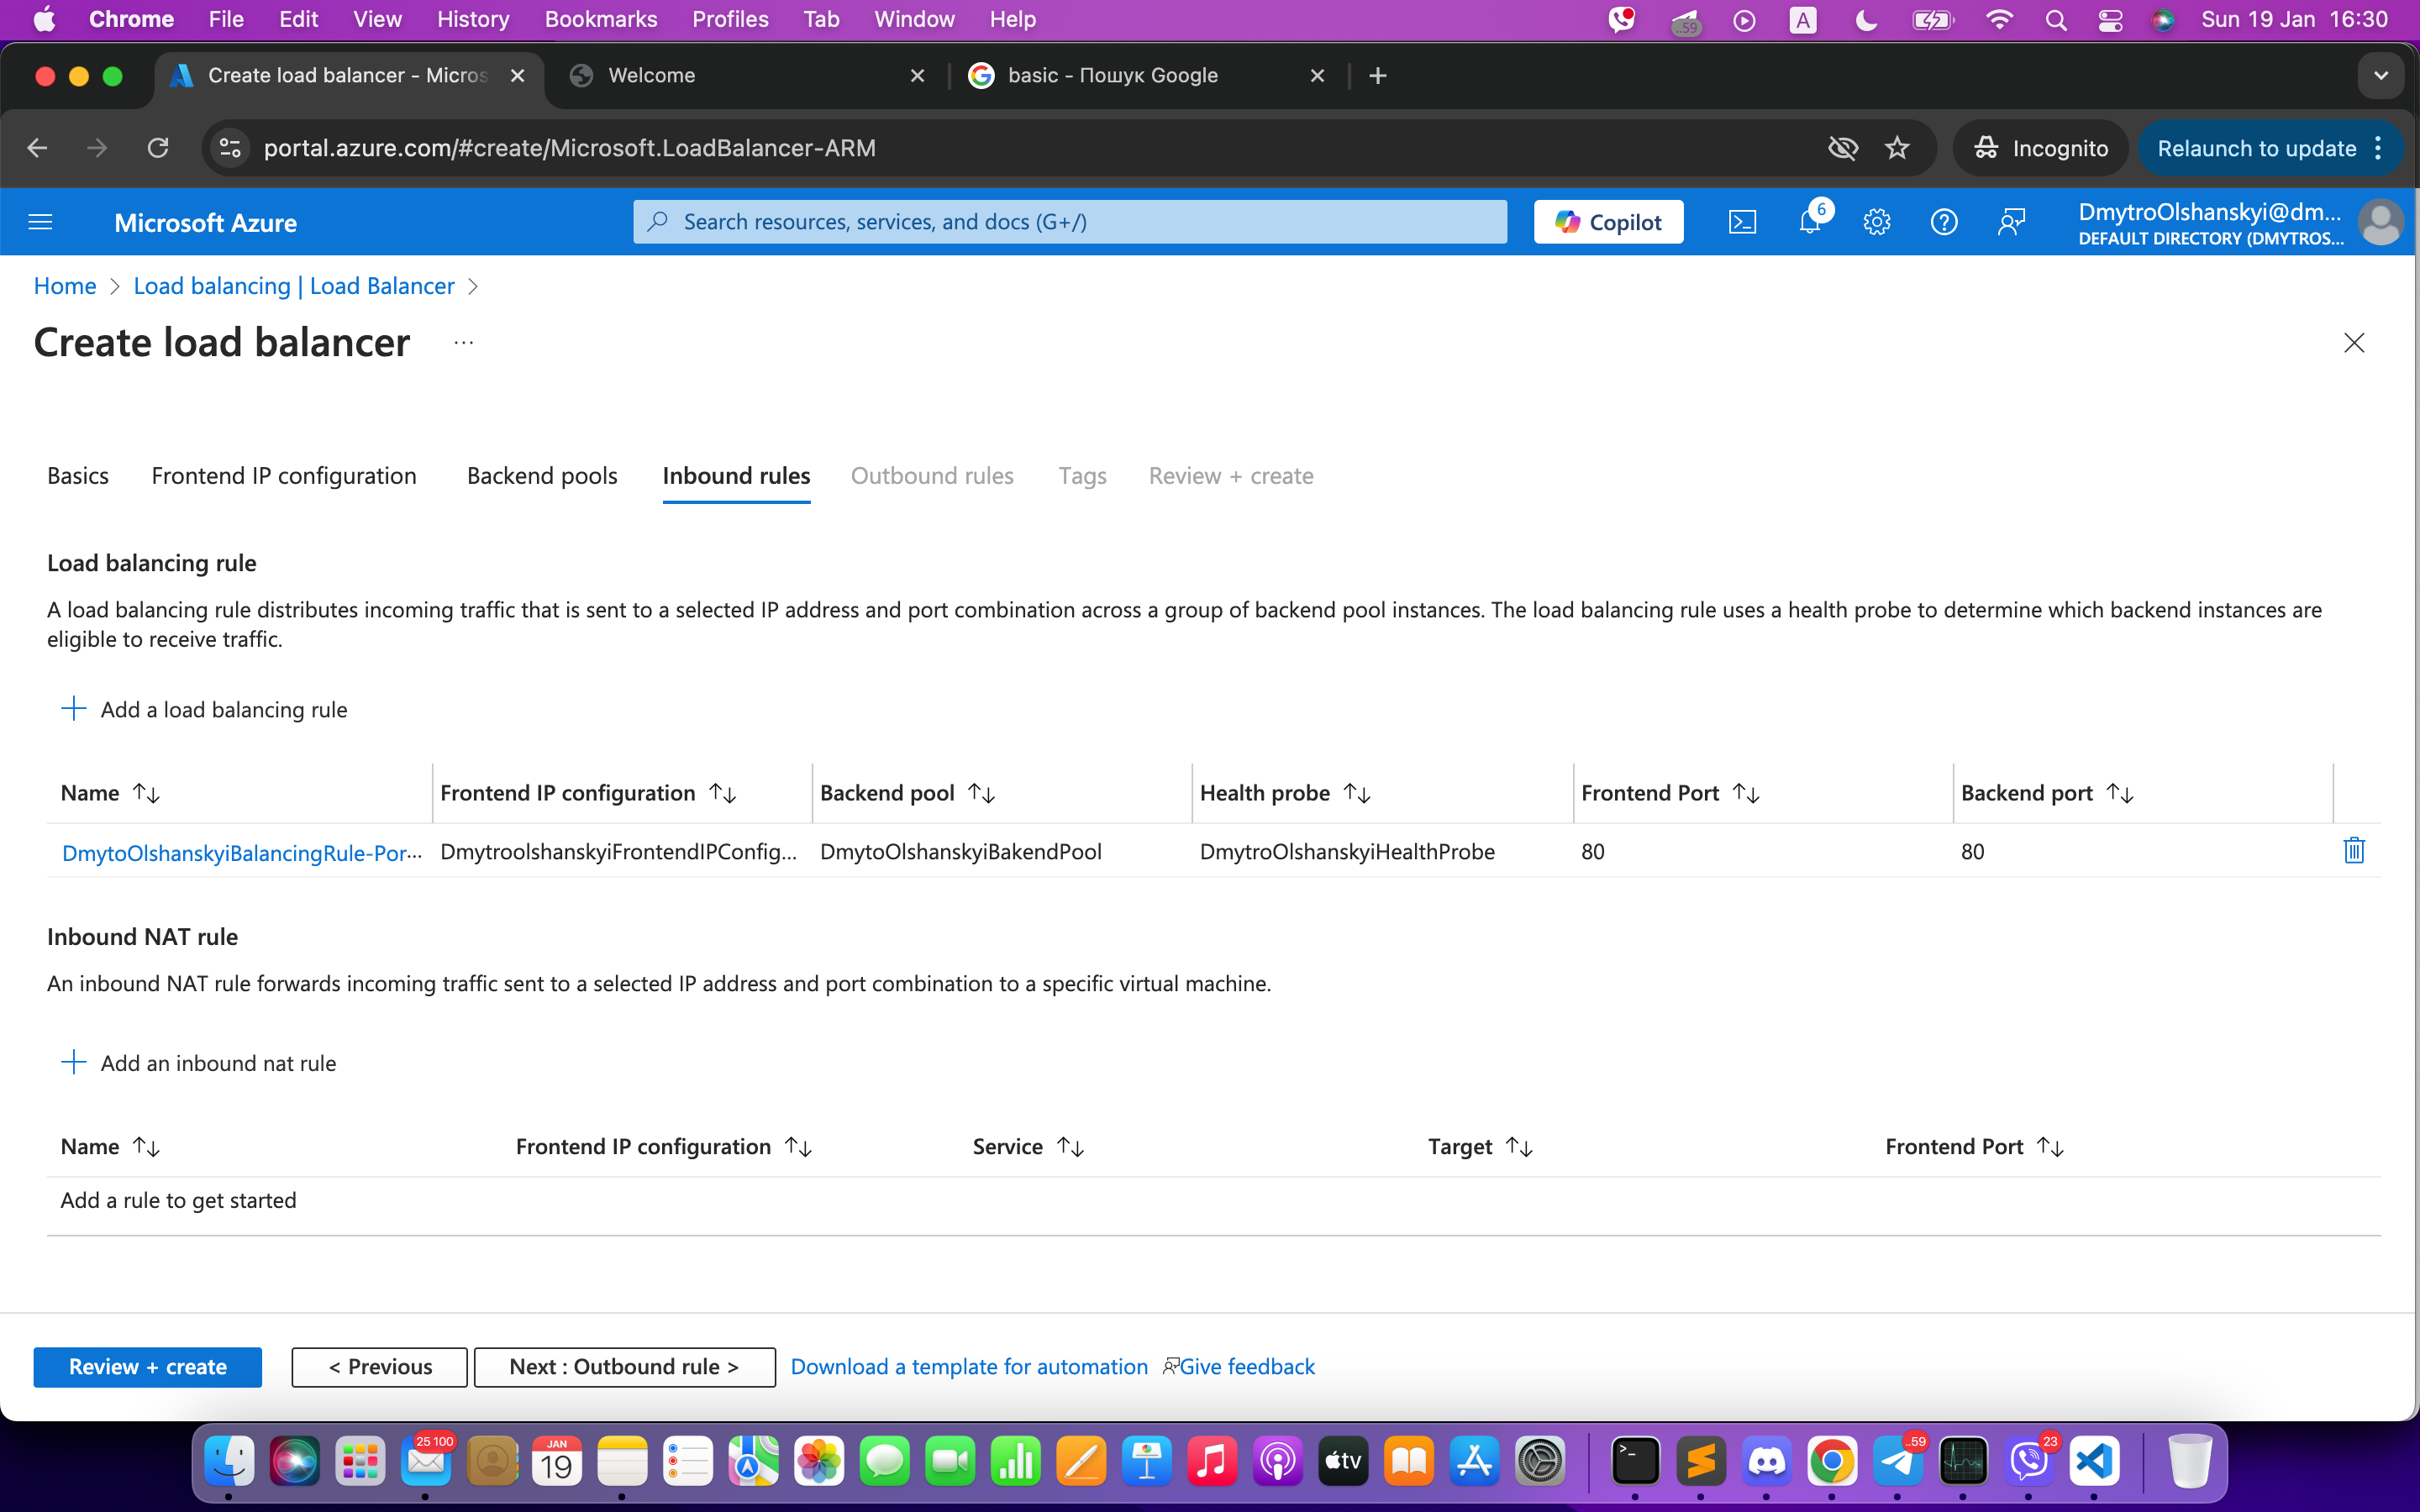 Chrome File Edit View History Bookmarks Profiles Tab Window Help ..59 A Sun 19 Jan 16:30
Create load balancer - Micros Welcome basic - Пошук Google
portal.azure.com/#create/Microsoft.LoadBalancer-ARM Incognito Relaunch to update
Microsoft Azure Search resources, services, and docs (G+/) Copilot 6 DmytroOlshanskyi@dm...
DEFAULT DIRECTORY (DMYTROS...
Home > Load balancing | Load Balancer >
Create load balancer ...
Basics Frontend IP configuration Backend pools Inbound rules Outbound rules Tags Review + create
Load balancing rule
A load balancing rule distributes incoming traffic that is sent to a selected IP address and port combination across a group of backend pool instances. The load balancing rule uses a health probe to determine which backend instances are
eligible to receive traffic.
Add a load balancing rule
Name Frontend IP configuration Backend pool Health probe Frontend Port Backend port
DmytoOlshanskyiBalancingRule-Por... DmytroolshanskyiFrontendIPConfig... DmytoOlshanskyiBakendPool DmytroOlshanskyiHealthProbe 80 80
Inbound NAT rule
An inbound NAT rule forwards incoming traffic sent to a selected IP address and port combination to a specific virtual machine.
Add an inbound nat rule
Name Frontend IP configuration Service Target Frontend Port
Add a rule to get started
Review + create < Previous Next : Outbound rule > Download a template for automation Give feedback
25 100 JAN 19 tv ..59 23